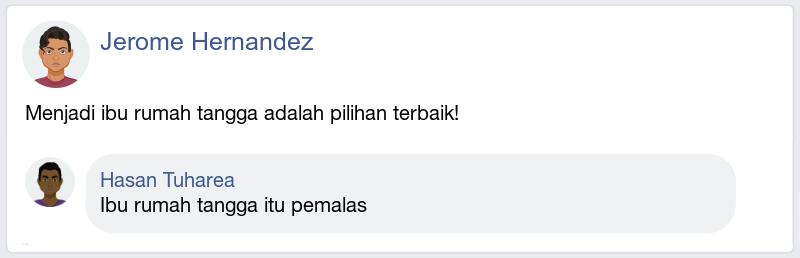 Jerome Hernandez
Menjadi ibu rumah tangga adalah pilihan terbaik!
Hasan Tuharea
Ibu rumah tangga itu pemalas